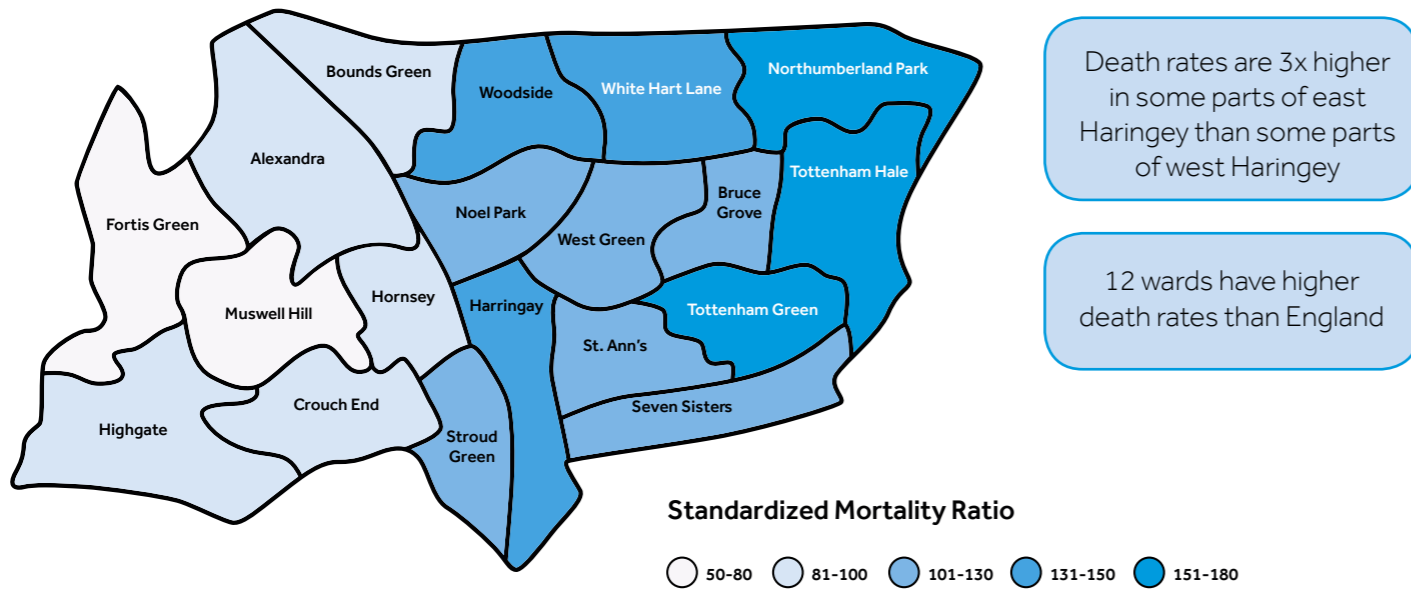 Bounds Green
Woodside
White Hart Lane
Northumberland Park
Alexandra
Tottenham Hale
Fortis Green
Noel Park
Bruce
Grove
West Green
Hornsey
Harringay
Muswell Hill
Tottenham Green
St. Ann's
Crouch End
Seven Sisters
Highgate
Stroud
Green
Death rates are 3x higher
in some parts of east
Haringey than some parts
of west Haringey
12 wards have higher
death rates than England
Standardized Mortality Ratio
50-80
81-100
101-130
131-150
151-180